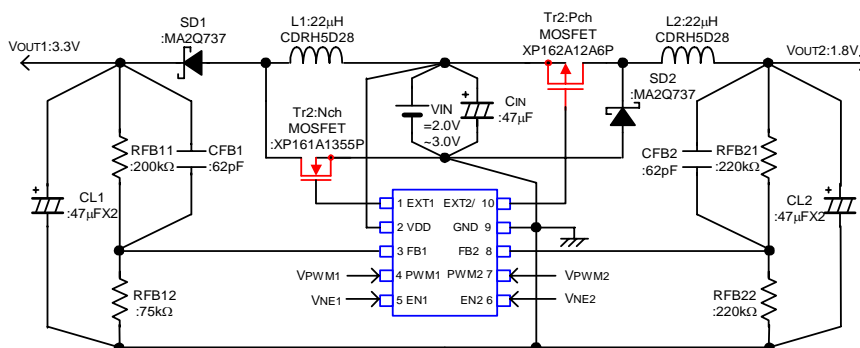 SD1
:MA2Q737
L1:22μH
CDRH5D28
Tr2:Pch
MOSFET
XP162A12A6P
L2:22μH
CDRH5D28
VOUT1:3.3V
VOUT2:1.8V
SD2
:MA2Q737
Tr2:Nch
MOSFET
:XP161A1355P
VIN
=2.0V
~3.0V
+
CIN
:47μF
RFB11
:200kΩ
CFB1
:62pF
CFB2
:62pF
RFB21
:220kΩ
+
CL1
:47μFX2
+
CL2
:47μFX2
1 EXT1
EXT2/ 10
2 VDD
GND 9
3 FB1
FB2 8
VPWM1
4 PWM1
PWM2 7
VPWM2
VNE1
5 EN1
EN2 6
VNE2
RFB12
:75kΩ
RFB22
:220kΩ